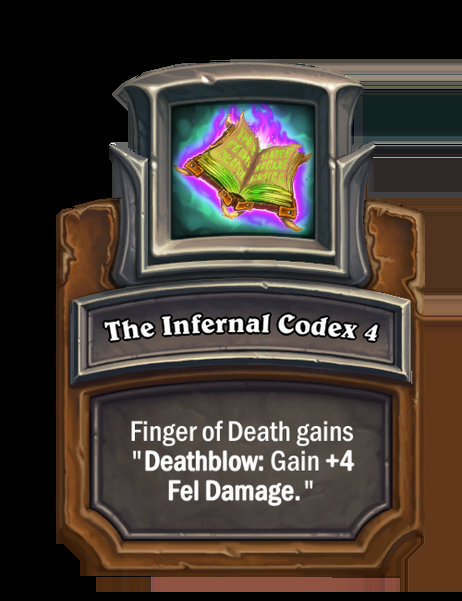 The Infernal Codex 4
Finger of Death gains
"Deathblow: Gain +4
Fel Damage."